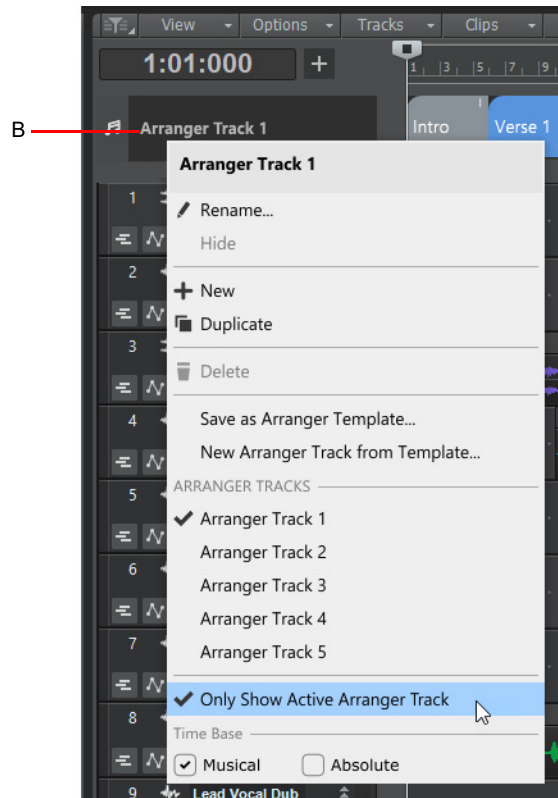 View Options Tracks Clips
1:01:000 +
1 3 5 7 9
B
Arranger Track 1
Intro Verse 1
Arranger Track 1
1
Rename...
Hide
2
New
Duplicate
3
Delete
4
Save as Arranger Template...
New Arranger Track from Template...
5
ARRANGER TRACKS
Arranger Track 1
Arranger Track 2
6
Arranger Track 3
Arranger Track 4
7
Arranger Track 5
Only Show Active Arranger Track
8
Time Base
Musical Absolute
9 Lead Vocal Dub